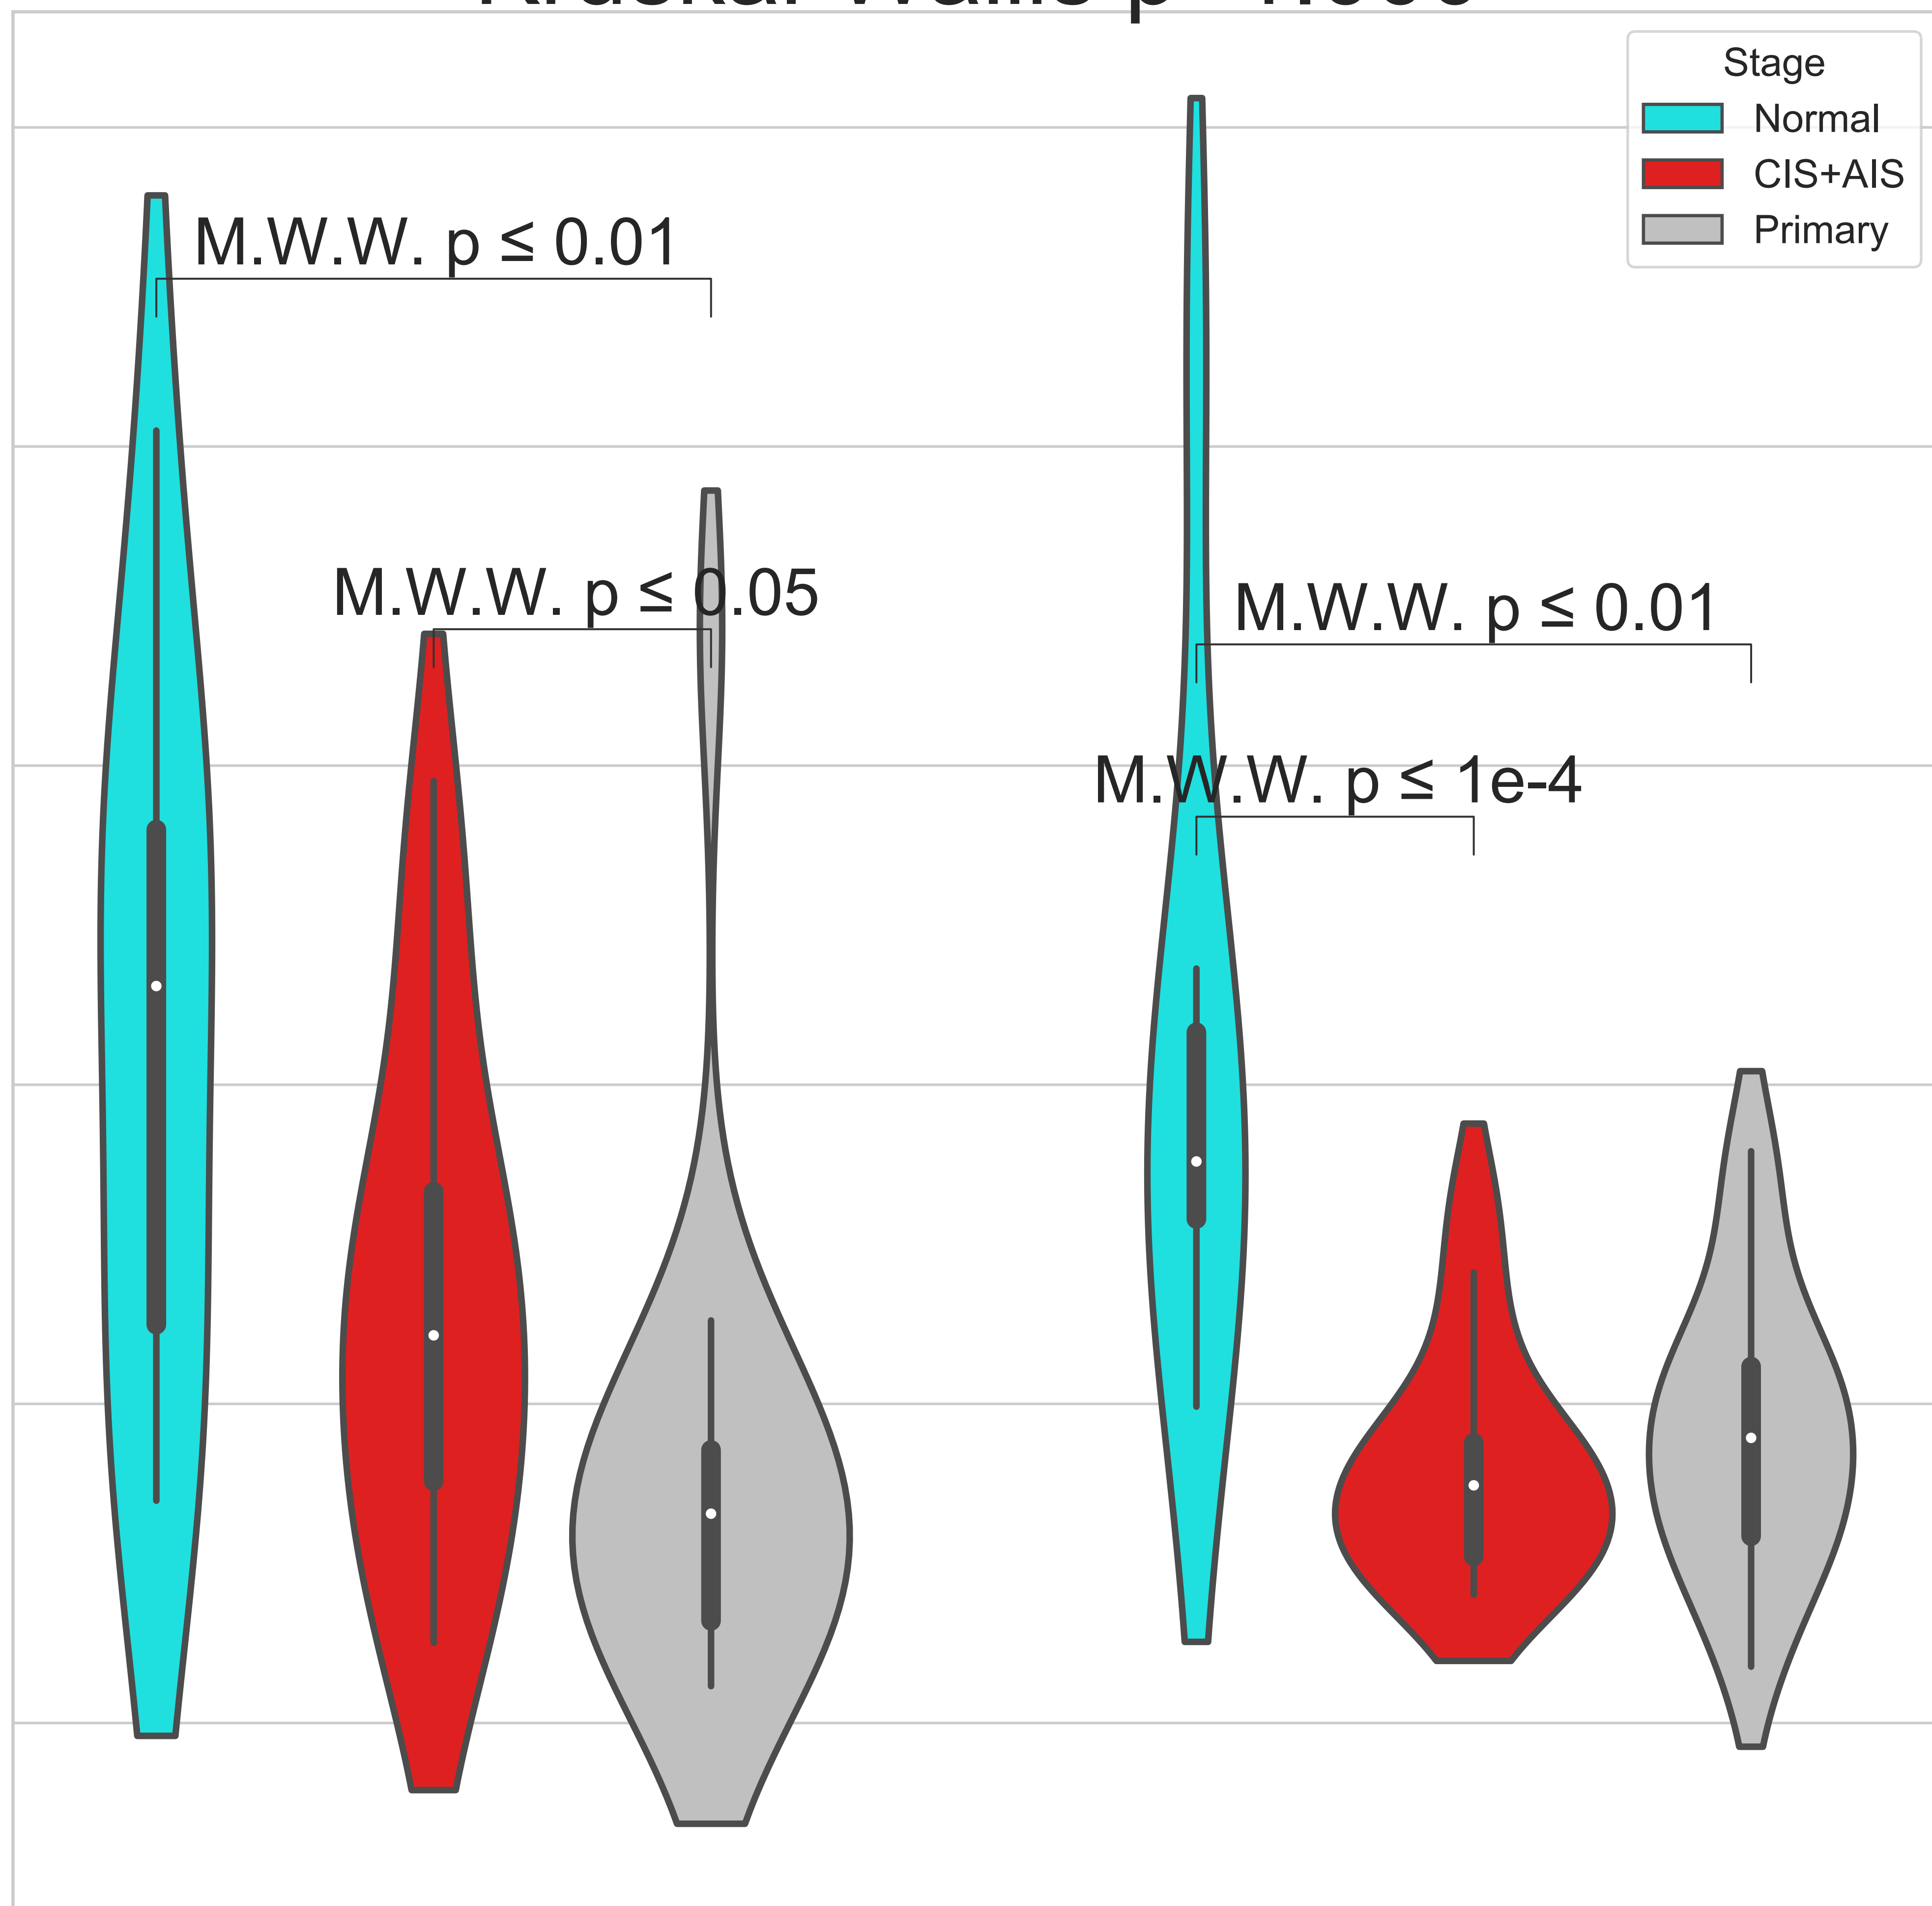 Stage
Normal
CIS+AIS
Primary
M.W.W. p ≤ 0.01
M.W.W. p ≤ 0.05
M.W.W. p ≤ 0.01
M.W.W. p ≤ 1e-4